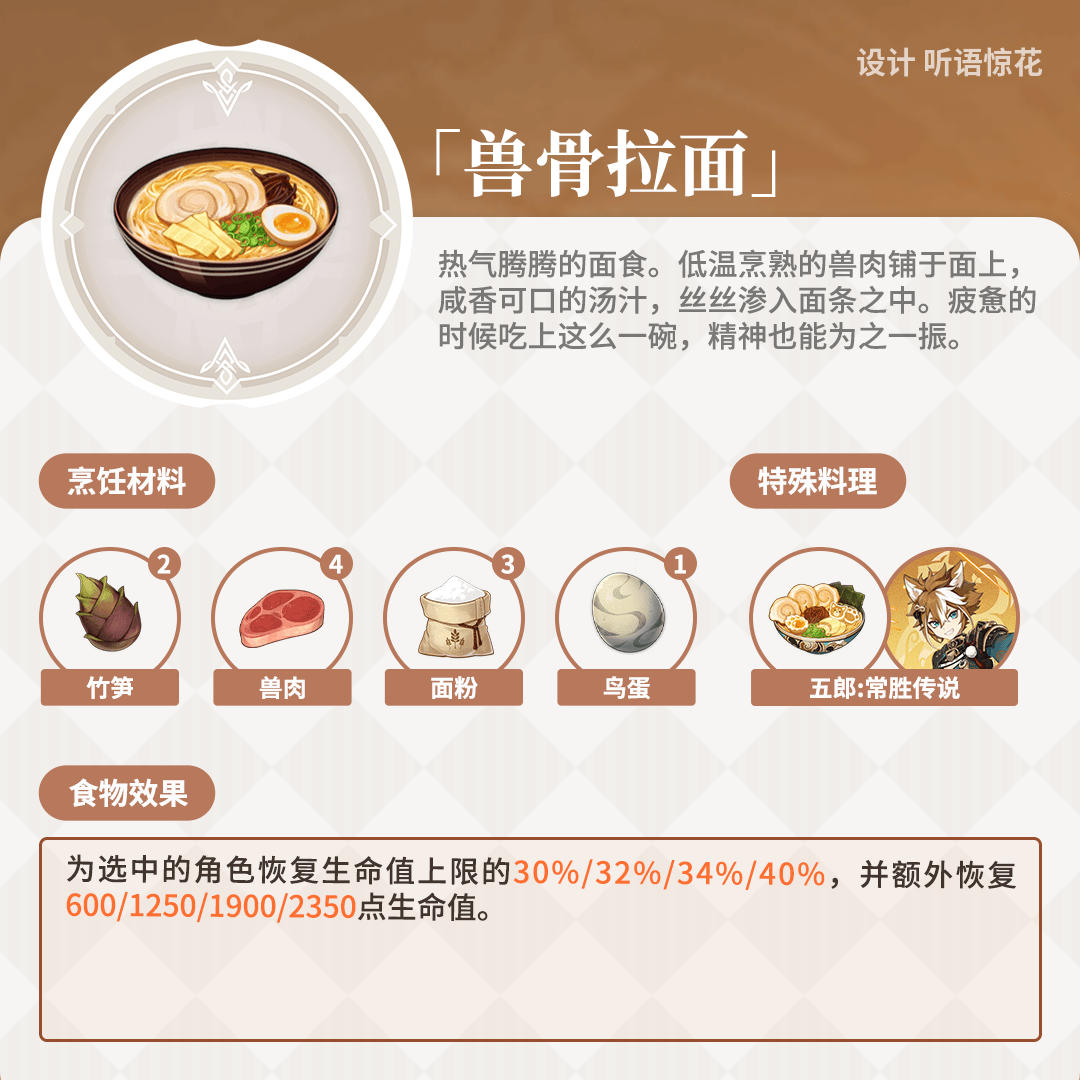 设计 听语惊花
「兽骨拉面」
热气腾腾的面食。低温烹熟的兽肉铺于面上，
咸香可口的汤汁，丝丝渗入面条之中。疲惫的
时候吃上这么一碗，精神也能为之一振。
烹饪材料
特殊料理
2
4
3
1
竹笋
兽肉
面粉
鸟蛋
五郎:常胜传说
食物效果
为选中的角色恢复生命值上限的30%/32%/34%/40%，并额外恢复
600/1250/1900/2350点生命值。